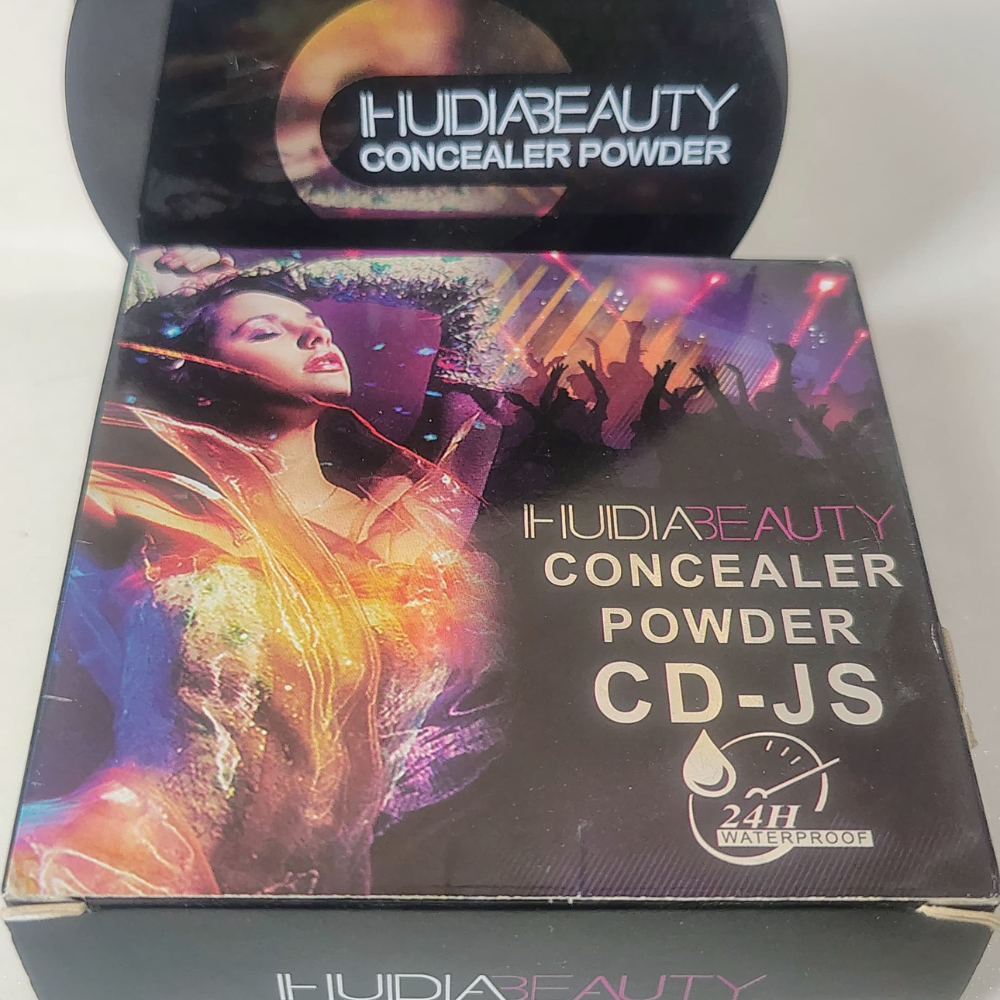 HUDIABEAUTY
CONCEALER POWDER
HUDIABEAUTY
CONCEALER
POWDER
CD-JS
24H
WATERPROOF
HUDIABEAUTY